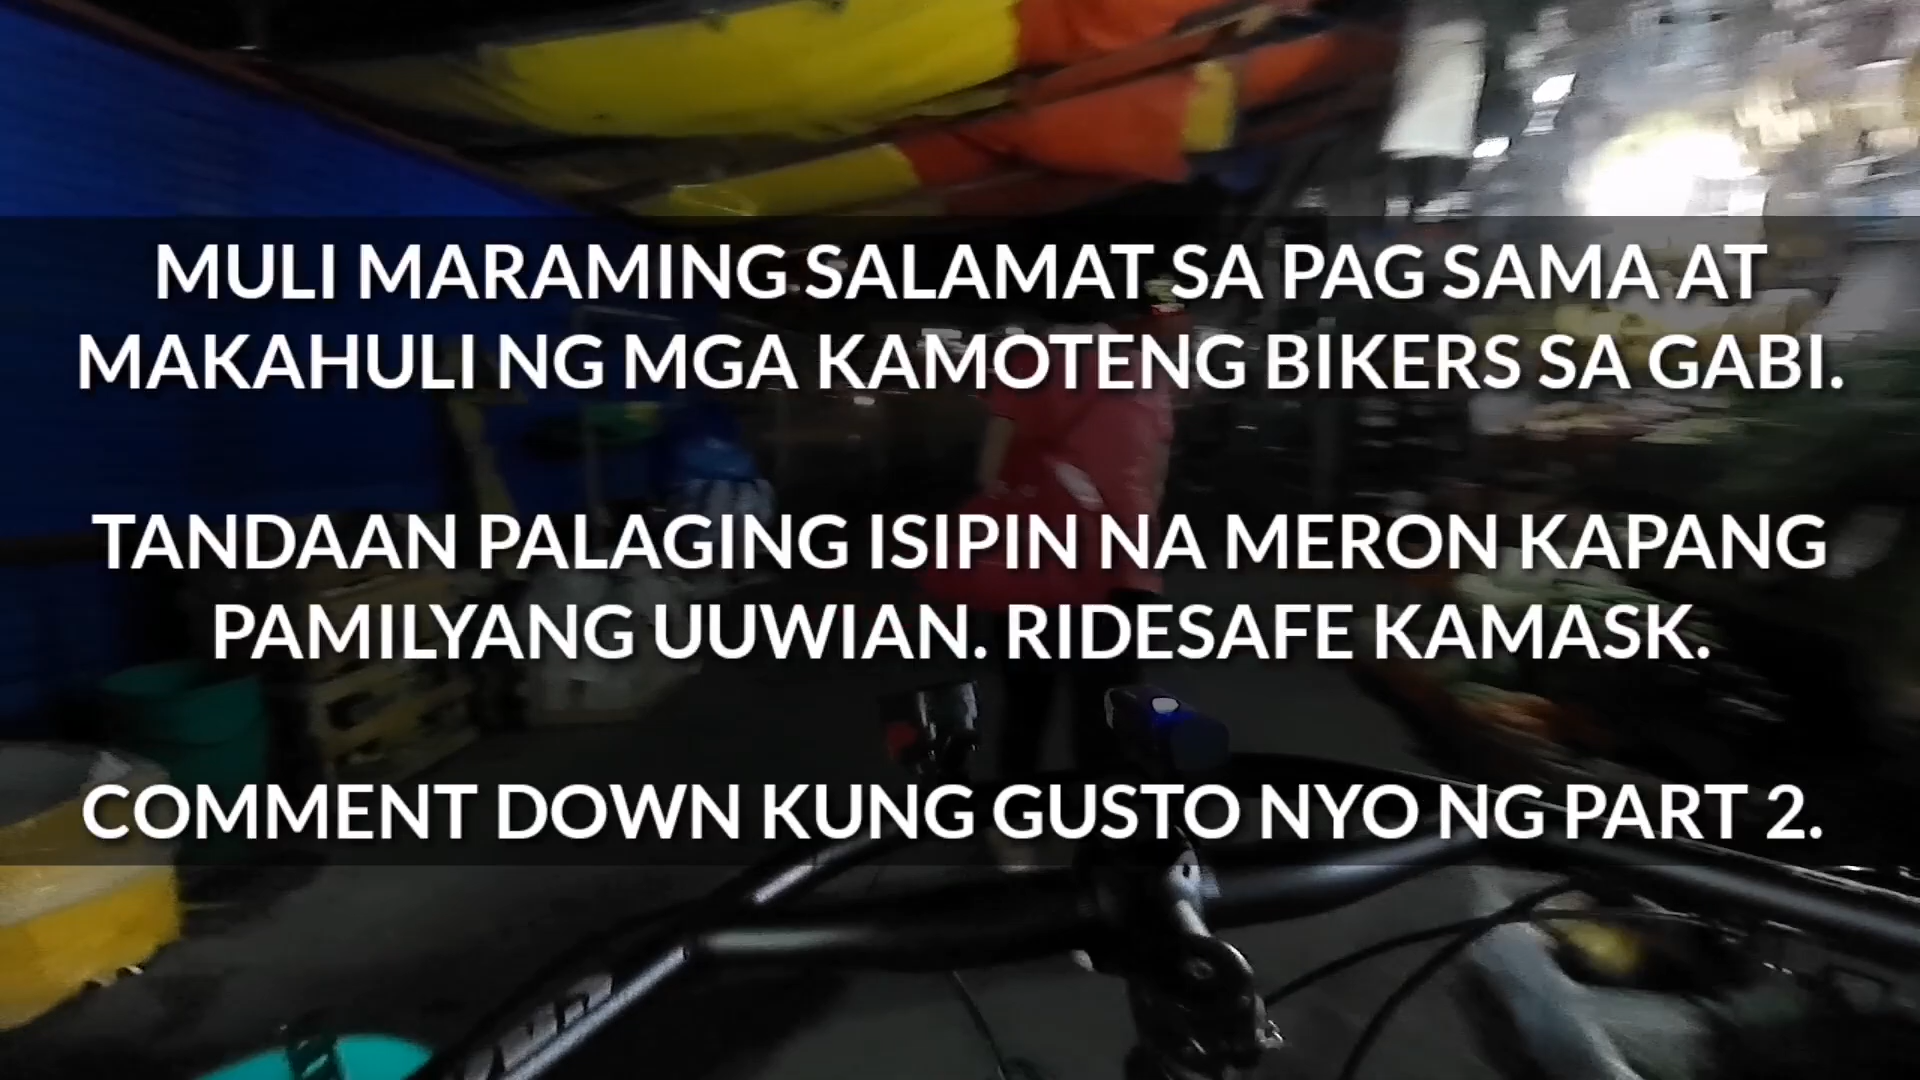 MULI MARAMING SALAMAT SA PAG SAMA AT
MAKAHULI NG MGA KAMOTENG BIKERS SA GABI.
TANDAAN PALAGING ISIPIN NA MERON KAPANG
PAMILYANG UUWIAN. RIDESAFE KAMASK.
COMMENT DOWN KUNG GUSTO NYO NG PART 2.